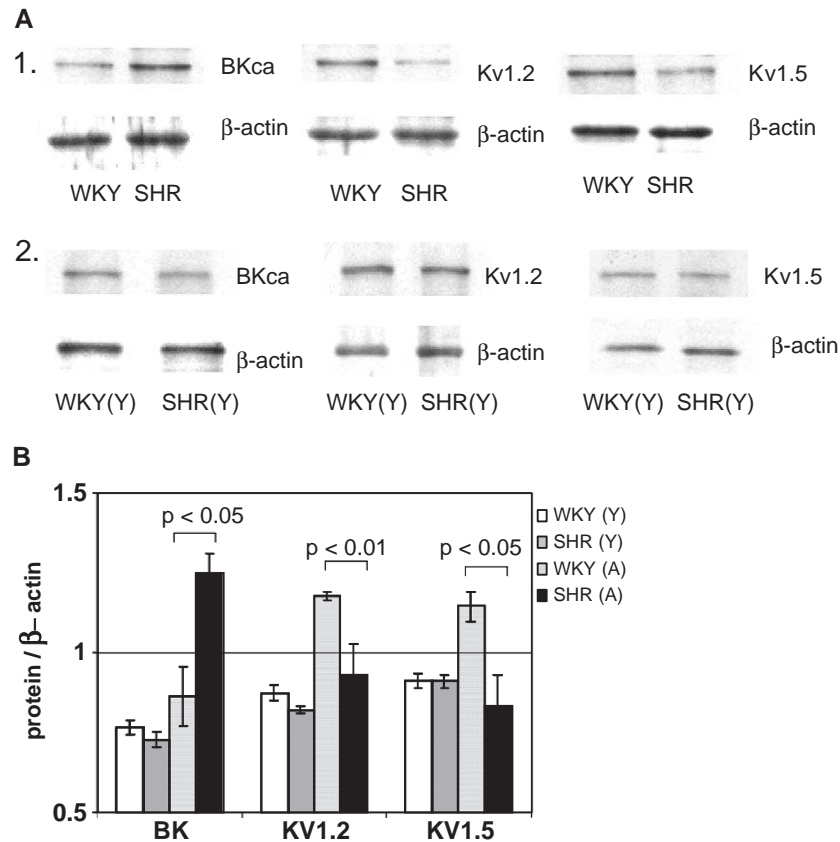 A
1.
BKca
Kv1.2
Kv1.5
β-actin
β-actin
β-actin
WKY SHR
WKY SHR
WKY SHR
2.
BKca
Kv1.2
Kv1.5
β-actin
β-actin
β-actin
WKY(Y) SHR(Y)
WKY(Y) SHR(Y)
WKY(Y) SHR(Y)
B
1.5
1
0.5
protein / β– actin
p < 0.05
p < 0.01
p < 0.05
WKY (Y)
SHR (Y)
WKY (A)
SHR (A)
BK
KV1.2
KV1.5